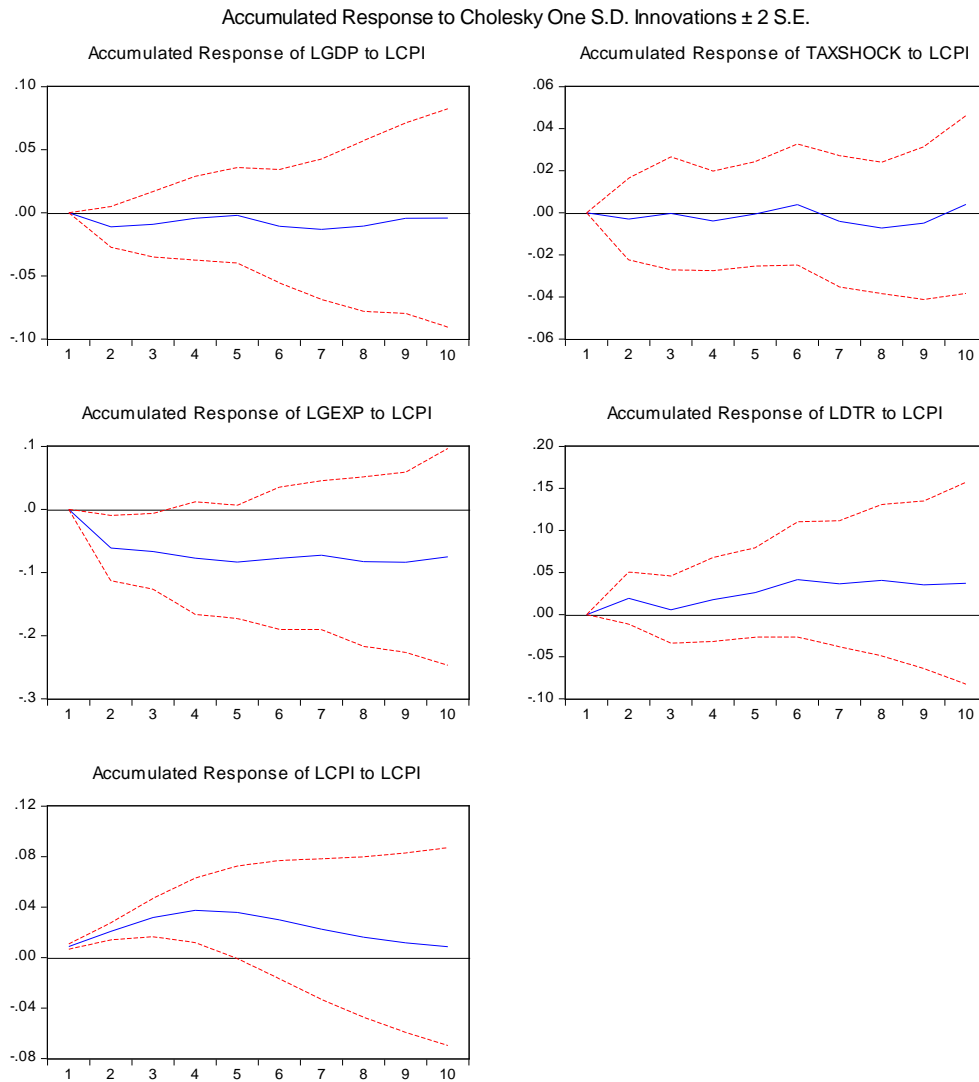 Accumulated Response to Cholesky One S.D. Innovations ± 2 S.E.
Accumulated Response of LGDP to LCPI
.10
.05
.00
-.05
-.10
1 2 3 4 5 6 7 8 9 10
Accumulated Response of TAXSHOCK to LCPI
.06
.04
.02
.00
-.02
-.04
-.06
1 2 3 4 5 6 7 8 9 10
Accumulated Response of LGEXP to LCPI
.1
.0
-.1
-.2
-.3
1 2 3 4 5 6 7 8 9 10
Accumulated Response of LDTR to LCPI
.20
.15
.10
.05
.00
-.05
-.10
1 2 3 4 5 6 7 8 9 10
Accumulated Response of LCPI to LCPI
.12
.08
.04
.00
-.04
-.08
1 2 3 4 5 6 7 8 9 10